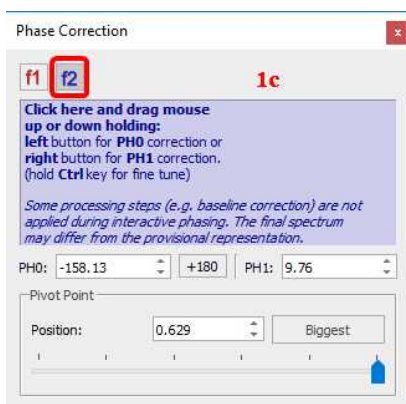 Phase Correction
x
f1 f2 1c
Click here and drag mouse
up or down holding:
left button for PH0 correction or
right button for PH1 correction.
(hold Ctrl key for fine tune)
Some processing steps (e.g. baseline correction) are not
applied during interactive phasing. The final spectrum
may differ from the provisional representation.
PH0: -158.13 +180 PH1: 9.76
Pivot Point
Position: 0.629 Biggest